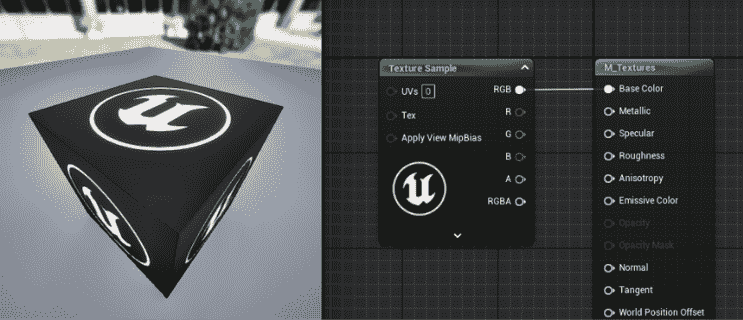 Texture Sample
UVs 0
Tex
Apply View MipBias
RGB
R
G
B
A
RGBA
M_Textures
Base Color
Metallic
Specular
Roughness
Anisotropy
Emissive Color
Opacity
Opacity Mask
Normal
Tangent
World Position Offset